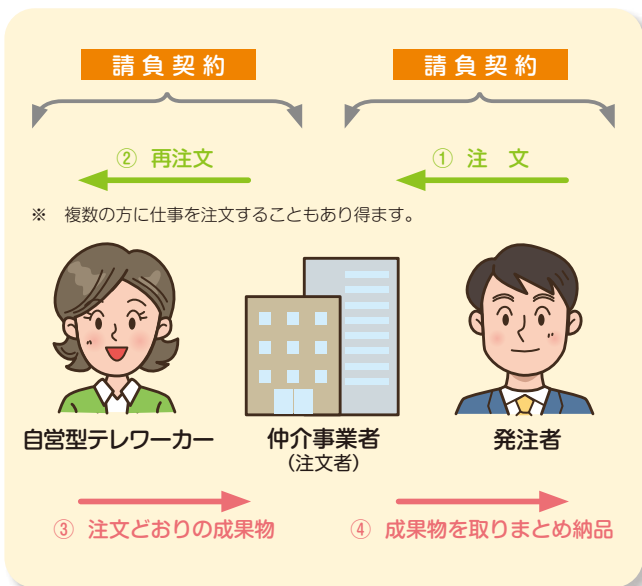 請負契約 請負契約
② 再注文 ① 注　文
※　複数の方に仕事を注文することもあり得ます。
自営型テレワーカー 仲介事業者 発注者
(注文者)
③ 注文どおりの成果物 ④ 成果物を取りまとめ納品